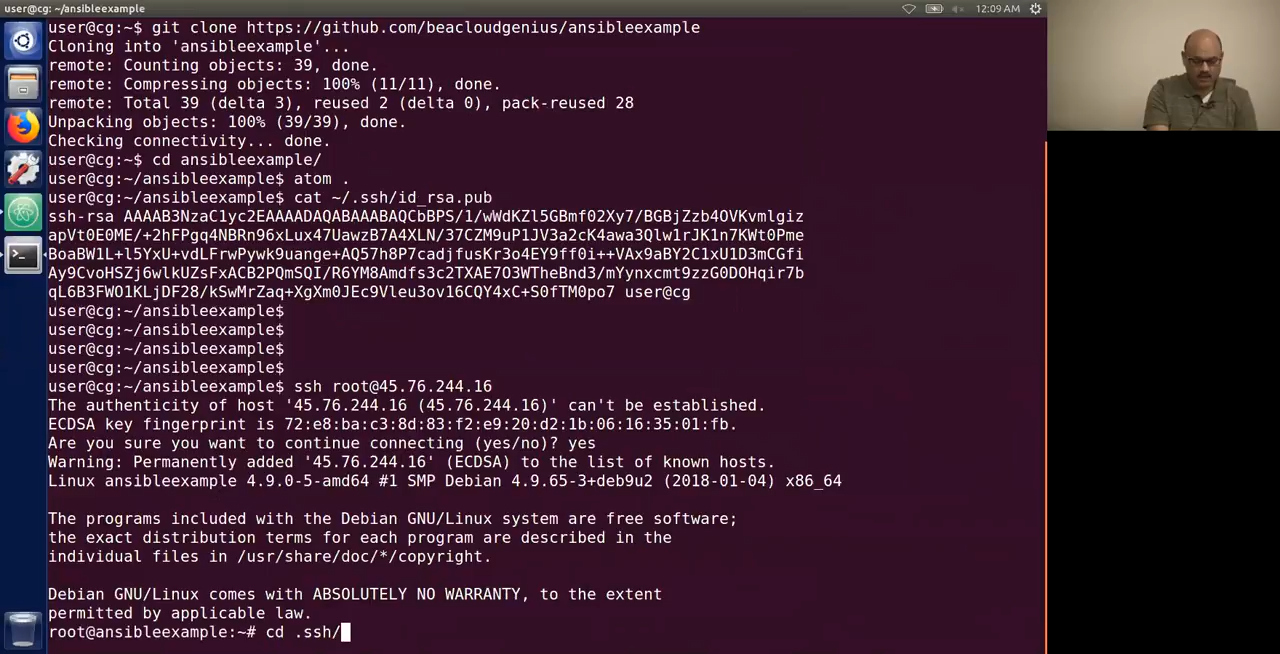 user@cg: ~/ansibleexample
12:09 AM
user@cg:~$ git clone https://github.com/beacloudgenius/ansibleexample
Cloning into 'ansibleexample'...
remote: Counting objects: 39, done.
remote: Compressing objects: 100% (11/11), done.
remote: Total 39 (delta 3), reused 2 (delta 0), pack-reused 28
Unpacking objects: 100% (39/39), done.
Checking connectivity... done.
user@cg:~$ cd ansibleexample/
user@cg:~/ansibleexample$ atom .
user@cg:~/ansibleexample$ cat ~/.ssh/id_rsa.pub
ssh-rsa AAAAB3NzaC1yc2EAAAADAQABAAABAQCbBPS/1/wWdKZl5GBmf02Xy7/BGBjZzb4OVKvmlgiz
apVt0E0ME/+2hFPgq4NBRn96xLux47UawzB7A4XLN/37CZM9uP1JV3a2cK4awa3Qlw1rJK1n7KWt0Pme
BoaBW1L+l5YxU+vdLFrwPywk9uange+AQ57h8P7cadjfusKr3o4EY9ff0i++VAx9aBY2C1xU1D3mCGfi
Ay9CvoHSZj6wlkUZsFxACB2PQmSQI/R6YM8Amdfs3c2TXAE7O3WTheBnd3/mYynxcmt9zzG0DOHqir7b
qL6B3FWO1KLjDF28/kSwMrZaq+XgXm0JEc9Vleu3ov16CQY4xC+S0fTM0po7 user@cg
user@cg:~/ansibleexample$
user@cg:~/ansibleexample$
user@cg:~/ansibleexample$
user@cg:~/ansibleexample$
user@cg:~/ansibleexample$ ssh root@45.76.244.16
The authenticity of host '45.76.244.16 (45.76.244.16)' can't be established.
ECDSA key fingerprint is 72:e8:ba:c3:8d:83:f2:e9:20:d2:1b:06:16:35:01:fb.
Are you sure you want to continue connecting (yes/no)? yes
Warning: Permanently added '45.76.244.16' (ECDSA) to the list of known hosts.
Linux ansibleexample 4.9.0-5-amd64 #1 SMP Debian 4.9.65-3+deb9u2 (2018-01-04) x86_64
The programs included with the Debian GNU/Linux system are free software;
the exact distribution terms for each program are described in the
individual files in /usr/share/doc/*/copyright.
Debian GNU/Linux comes with ABSOLUTELY NO WARRANTY, to the extent
permitted by applicable law.
root@ansibleexample:~# cd .ssh/